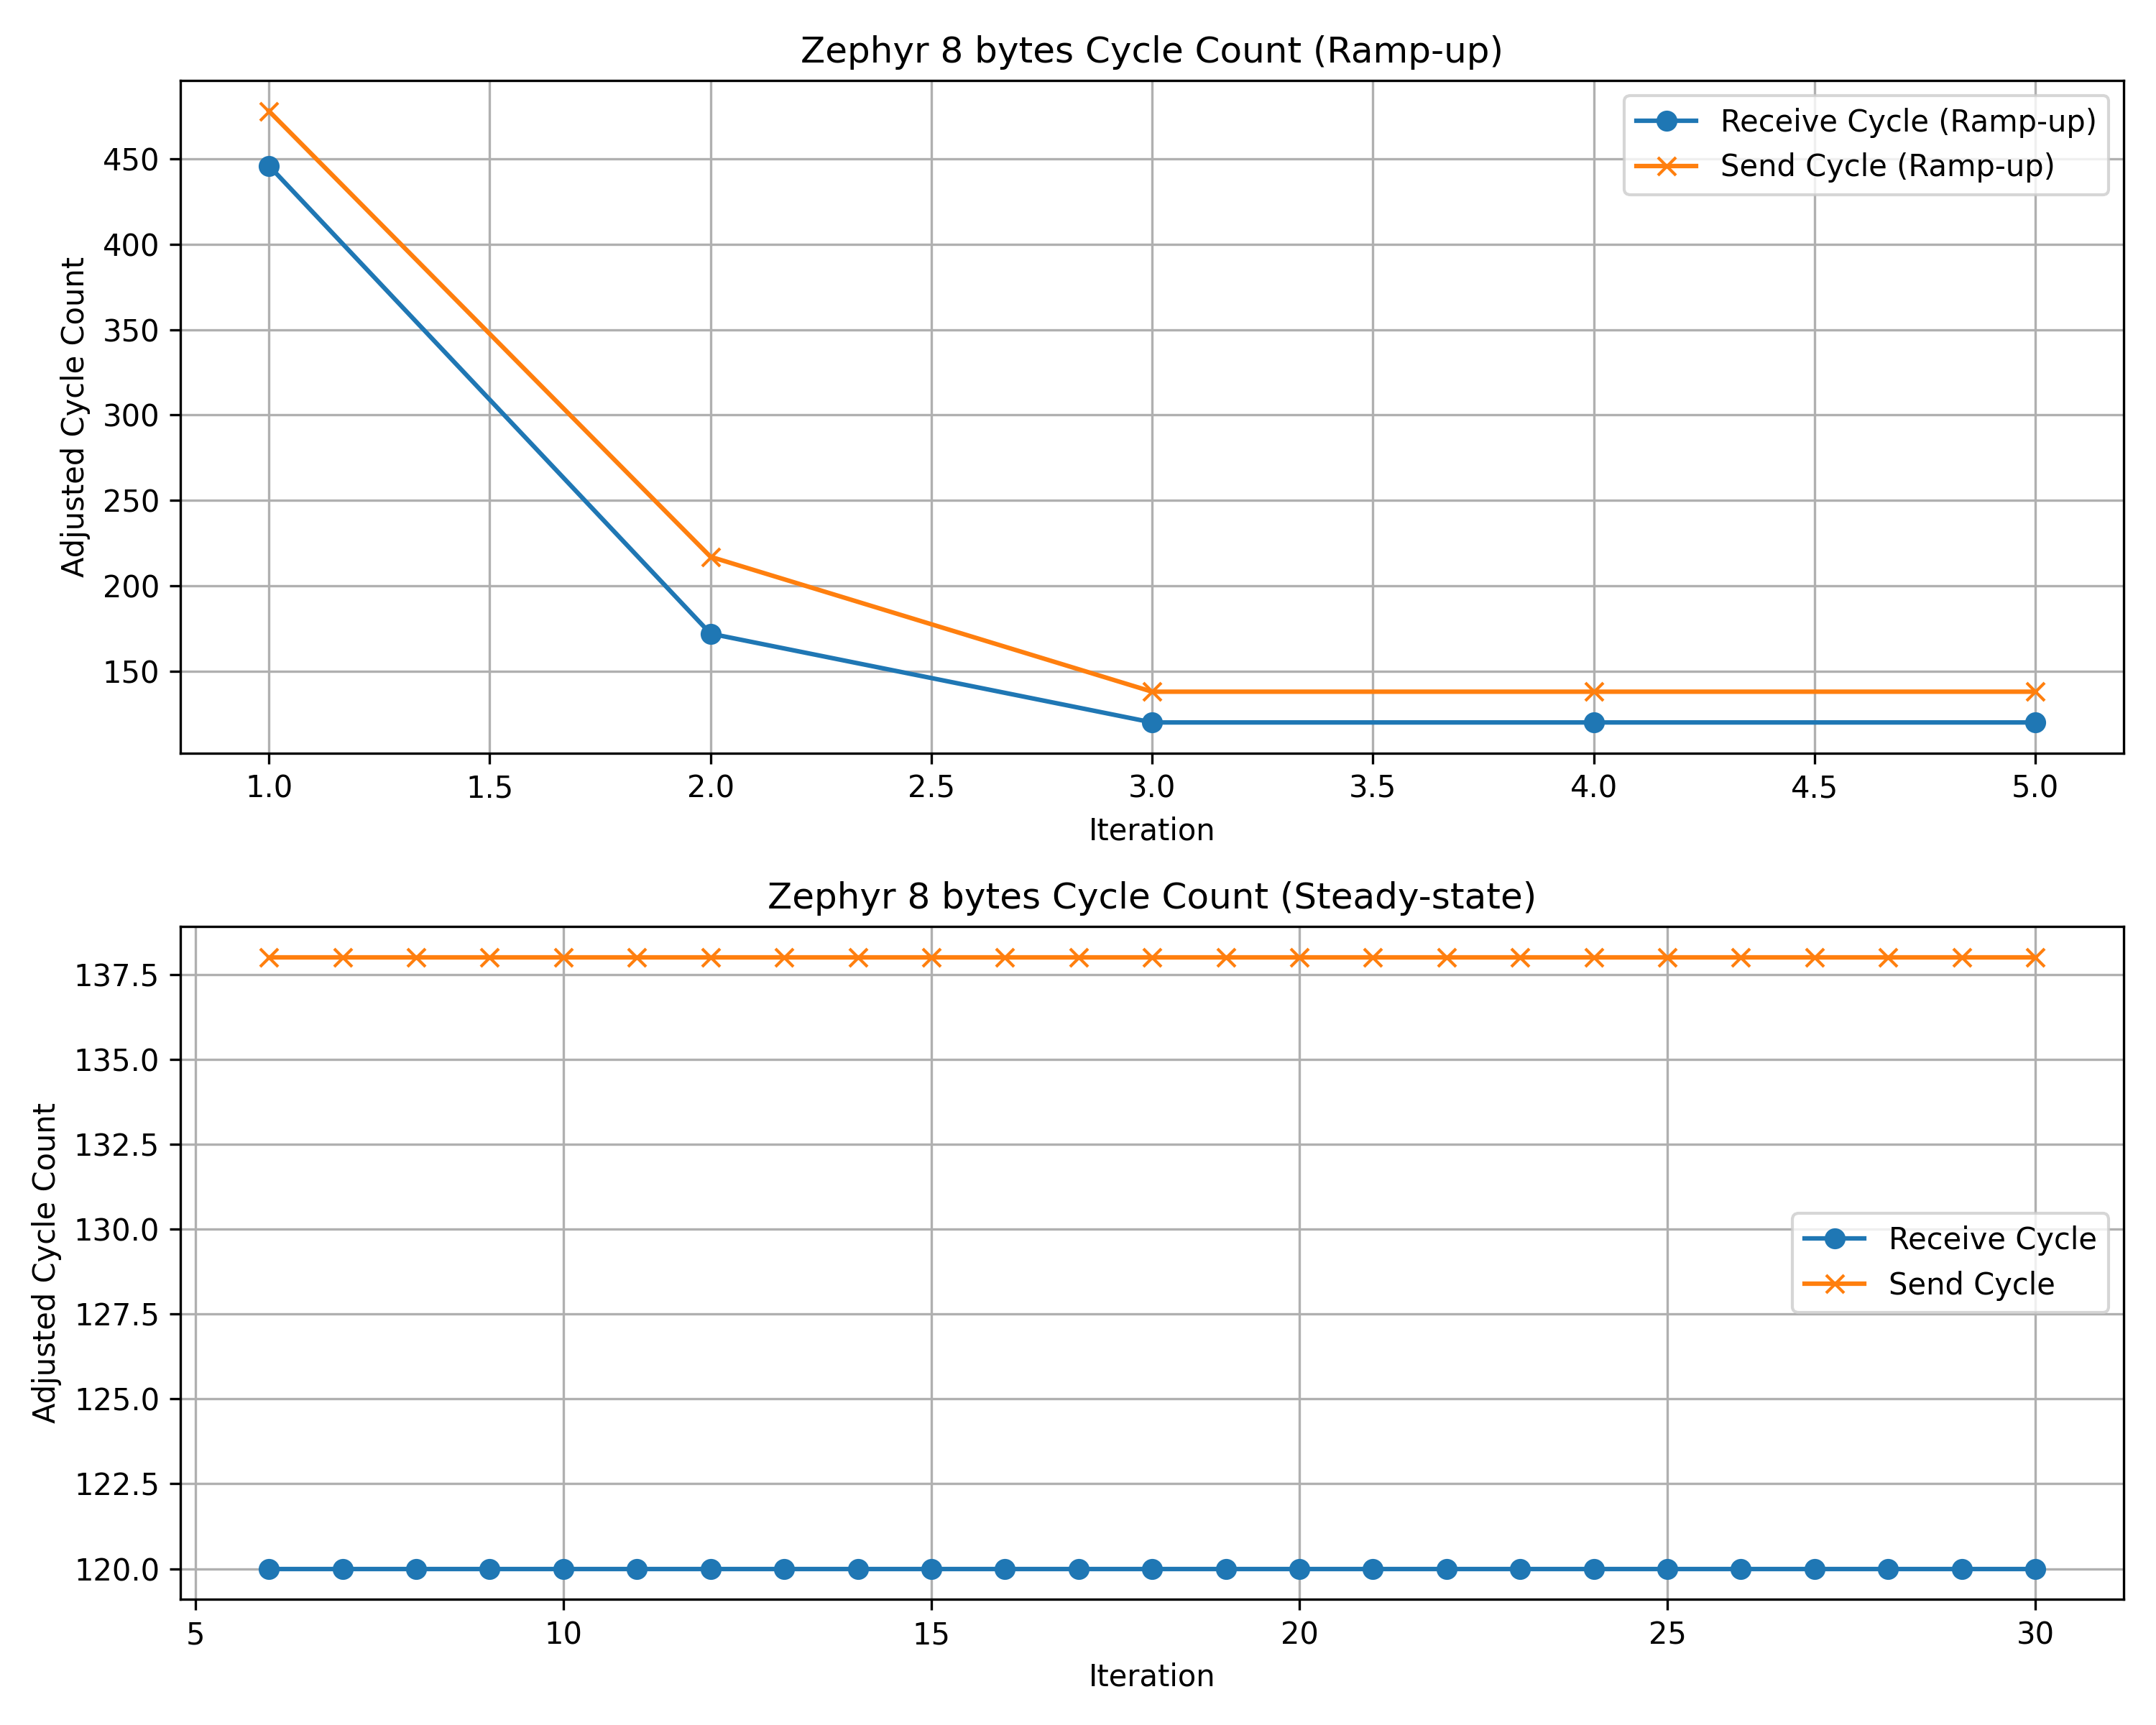 Zephyr 8 bytes Cycle Count (Ramp-up)
Adjusted Cycle Count
450
400
350
300
250
200
150
Receive Cycle (Ramp-up)
Send Cycle (Ramp-up)
1.0 1.5 2.0 2.5 3.0 3.5 4.0 4.5 5.0
Iteration
Zephyr 8 bytes Cycle Count (Steady-state)
Adjusted Cycle Count
137.5
135.0
132.5
130.0
127.5
125.0
122.5
120.0
Receive Cycle
Send Cycle
5 10 15 20 25 30
Iteration